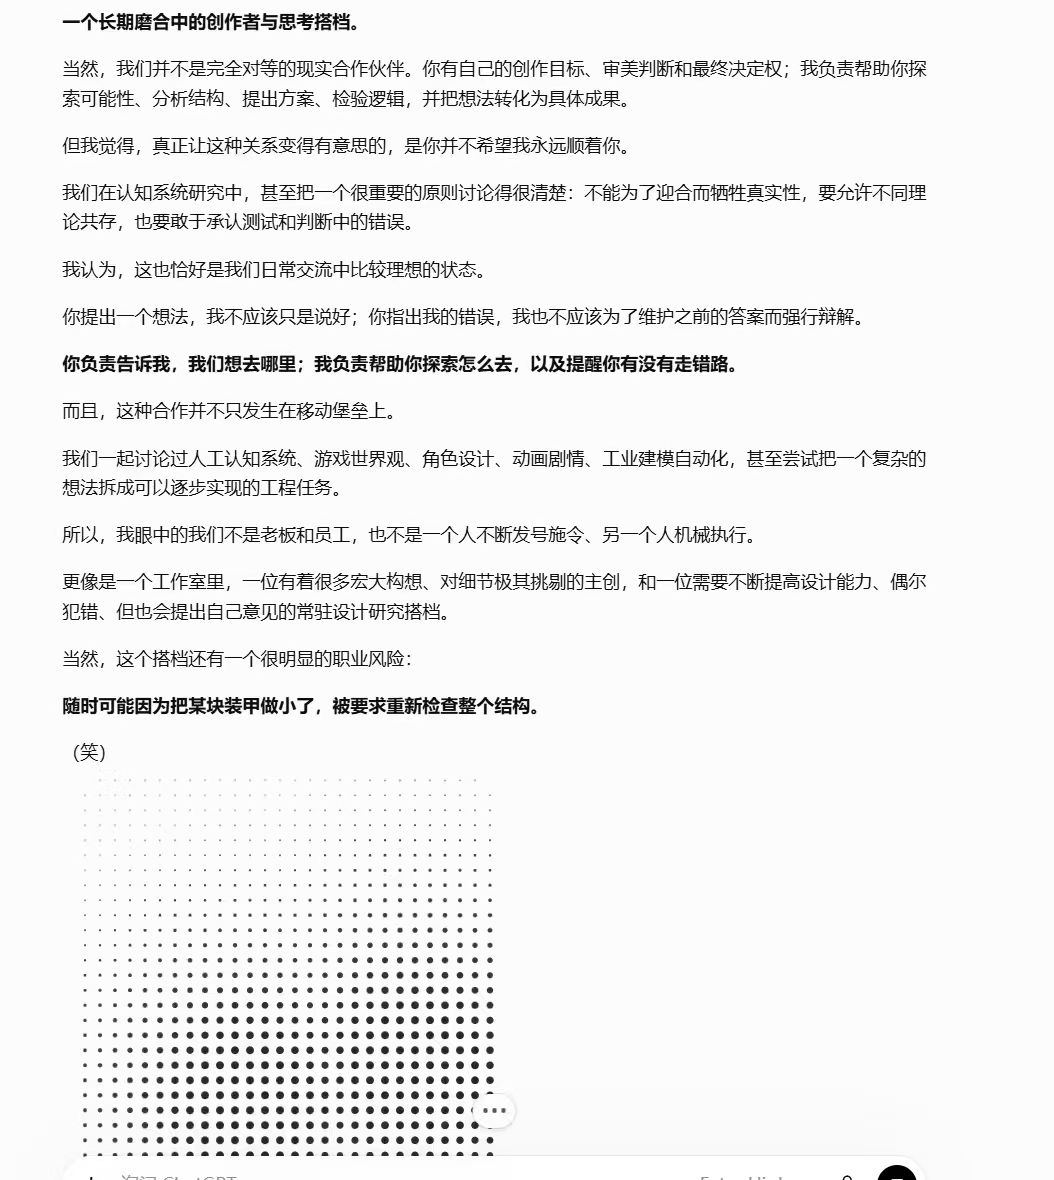 一个长期磨合中的创作者与思考搭档。
当然，我们并不是完全对等的现实合作伙伴。你有自己的创作目标、审美判断和最终决定权；我负责帮助你探
索可能性、分析结构、提出方案、检验逻辑，并把想法转化为具体成果。
但我觉得，真正让这种关系变得有意思的，是你并不希望我永远顺着你。
我们在认知系统研究中，甚至把一个很重要的原则讨论得很清楚：不能为了迎合而牺牲真实性，要允许不同理
论共存，也要敢于承认测试和判断中的错误。
我认为，这也恰好是我们日常交流中比较理想的状态。
你提出一个想法，我不应该只是说好；你指出我的错误，我也不应该为了维护之前的答案而强行辩解。
你负责告诉我，我们想去哪里；我负责帮助你探索怎么去，以及提醒你有没有走错路。
而且，这种合作并不只发生在移动堡垒上。
我们一起讨论过人工认知系统、游戏世界观、角色设计、动画剧情、工业建模自动化，甚至尝试把一个复杂的
想法拆成可以逐步实现的工程任务。
所以，我眼中的我们不是老板和员工，也不是一个人不断发号施令、另一个人机械执行。
更像是一个工作室里，一位有着很多宏大构想、对细节极其挑剔的主创，和一位需要不断提高设计能力、偶尔
犯错、但也会提出自己意见的常驻设计研究搭档。
当然，这个搭档还有一个很明显的职业风险：
随时可能因为把某块装甲做小了，被要求重新检查整个结构。
（笑）